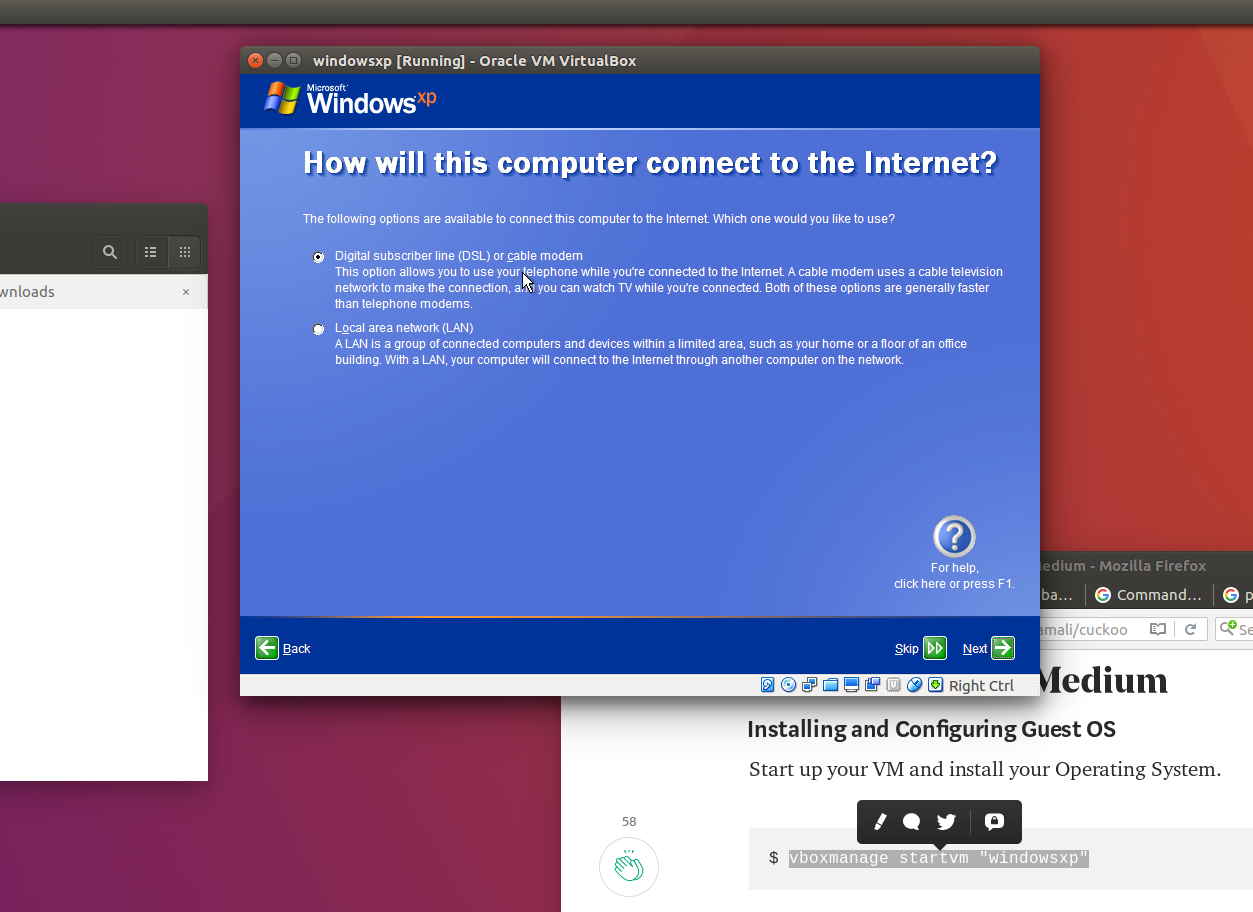 windowsxp [Running] - Oracle VM VirtualBox
Microsoft
Windows xp
How will this computer connect to the Internet?
The following options are available to connect this computer to the Internet. Which one would you like to use?
Digital subscriber line (DSL) or cable modem
This option allows you to use your telephone while you're connected to the Internet. A cable modem uses a cable television
network to make the connection, and you can watch TV while you're connected. Both of these options are generally faster
than telephone modems.
Local area network (LAN)
A LAN is a group of connected computers and devices within a limited area, such as your home or a floor of an office
building. With a LAN, your computer will connect to the Internet through another computer on the network.
For help,
click here or press F1.
Back
Skip
Next
Right Ctrl
wnloads
edium - Mozilla Firefox
ba...
Command...
p
amali/cuckoo
Se
Medium
Installing and Configuring Guest OS
Start up your VM and install your Operating System.
58
$ vboxmanage startvm "windowsxp"